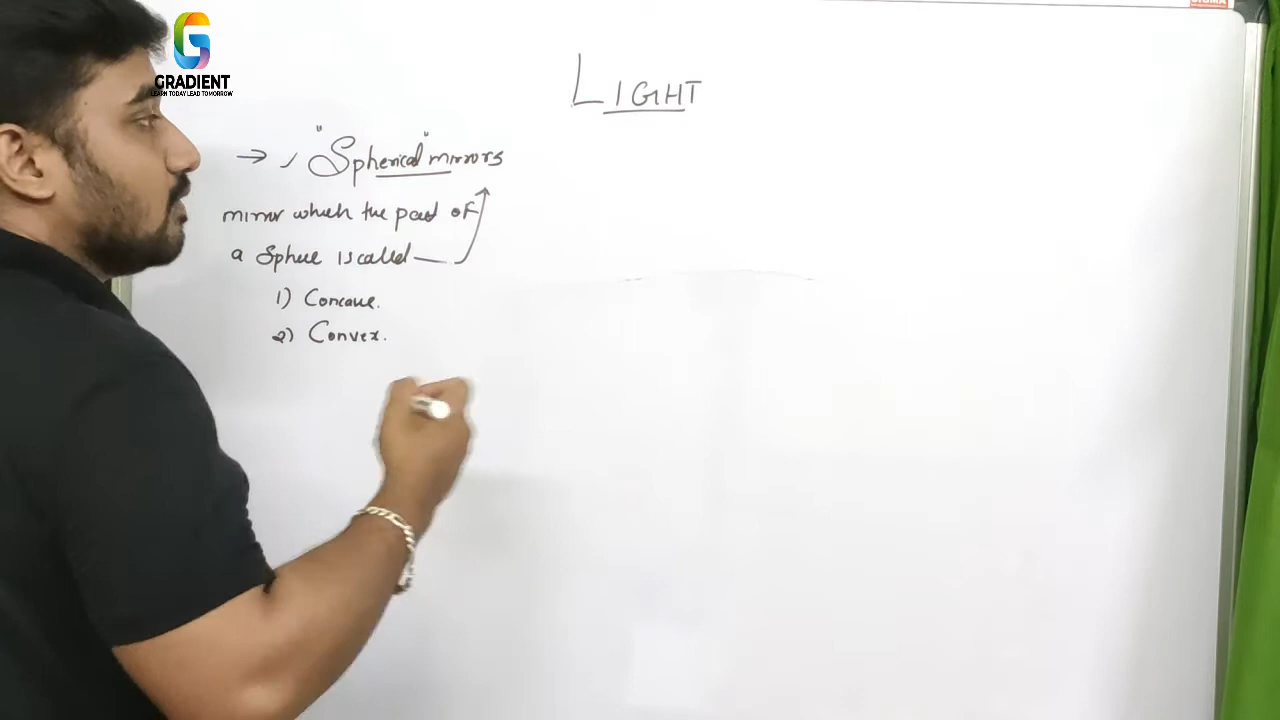 GRADIENT
LEARN TODAY LEAD TOMORROW
SIGMA
LIGHT
→ "Spherical" mirrors
mirror which the part of
a Sphere is called
1) Concave.
2) Convex.